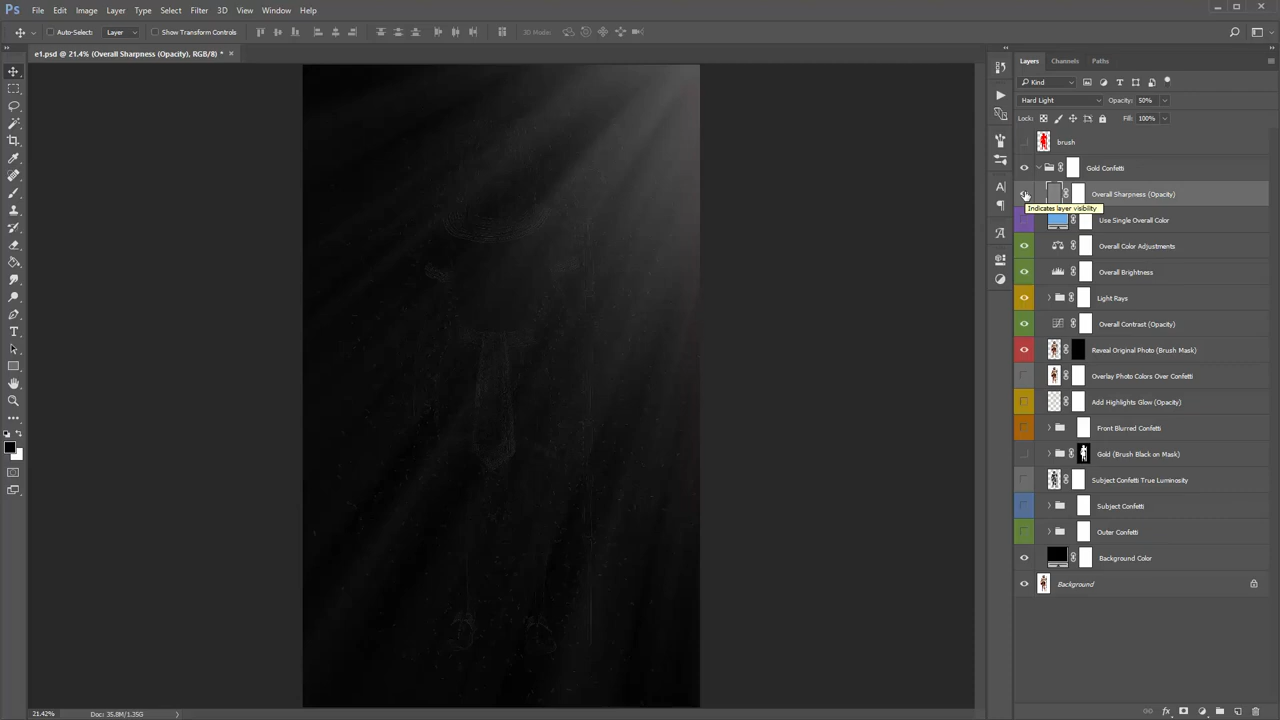 Ps File Edit Image Layer Type Select Filter 3D View Window Help
Auto-Select: Layer Show Transform Controls 3D Mode:
e1.psd @ 21.4% (Overall Sharpness (Opacity), RGB/8) * ×
Layers Channels Paths
Kind
Hard Light Opacity: 50%
Lock: Fill: 100%
brush
Gold Confetti
Overall Sharpness (Opacity)
Indicates layer visibility
Use Single Overall Color
Overall Color Adjustments
Overall Brightness
Light Rays
Overall Contrast (Opacity)
Reveal Original Photo (Brush Mask)
Overlay Photo Colors Over Confetti
Add Highlights Glow (Opacity)
Front Blurred Confetti
Gold (Brush Black on Mask)
Subject Confetti True Luminosity
Subject Confetti
Outer Confetti
Background Color
Background
21.42% Doc: 35.8M/1.35G